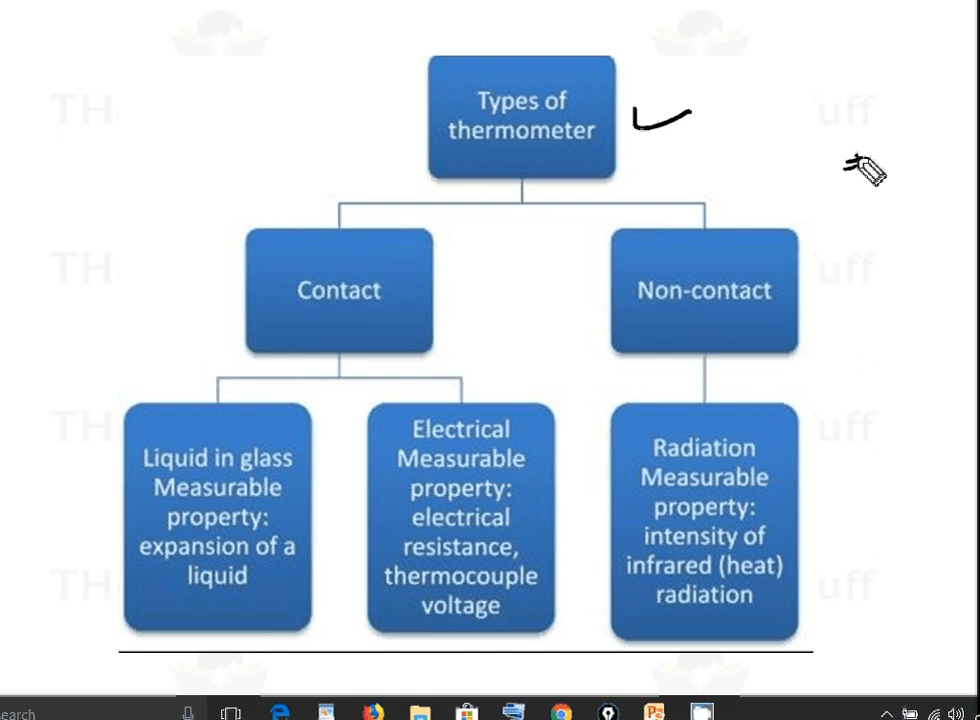 Types of
thermometer
Contact
Non-contact
Liquid in glass
Measurable
property:
expansion of a
liquid
Electrical
Measurable
property:
electrical
resistance,
thermocouple
voltage
Radiation
Measurable
property:
intensity of
infrared (heat)
radiation